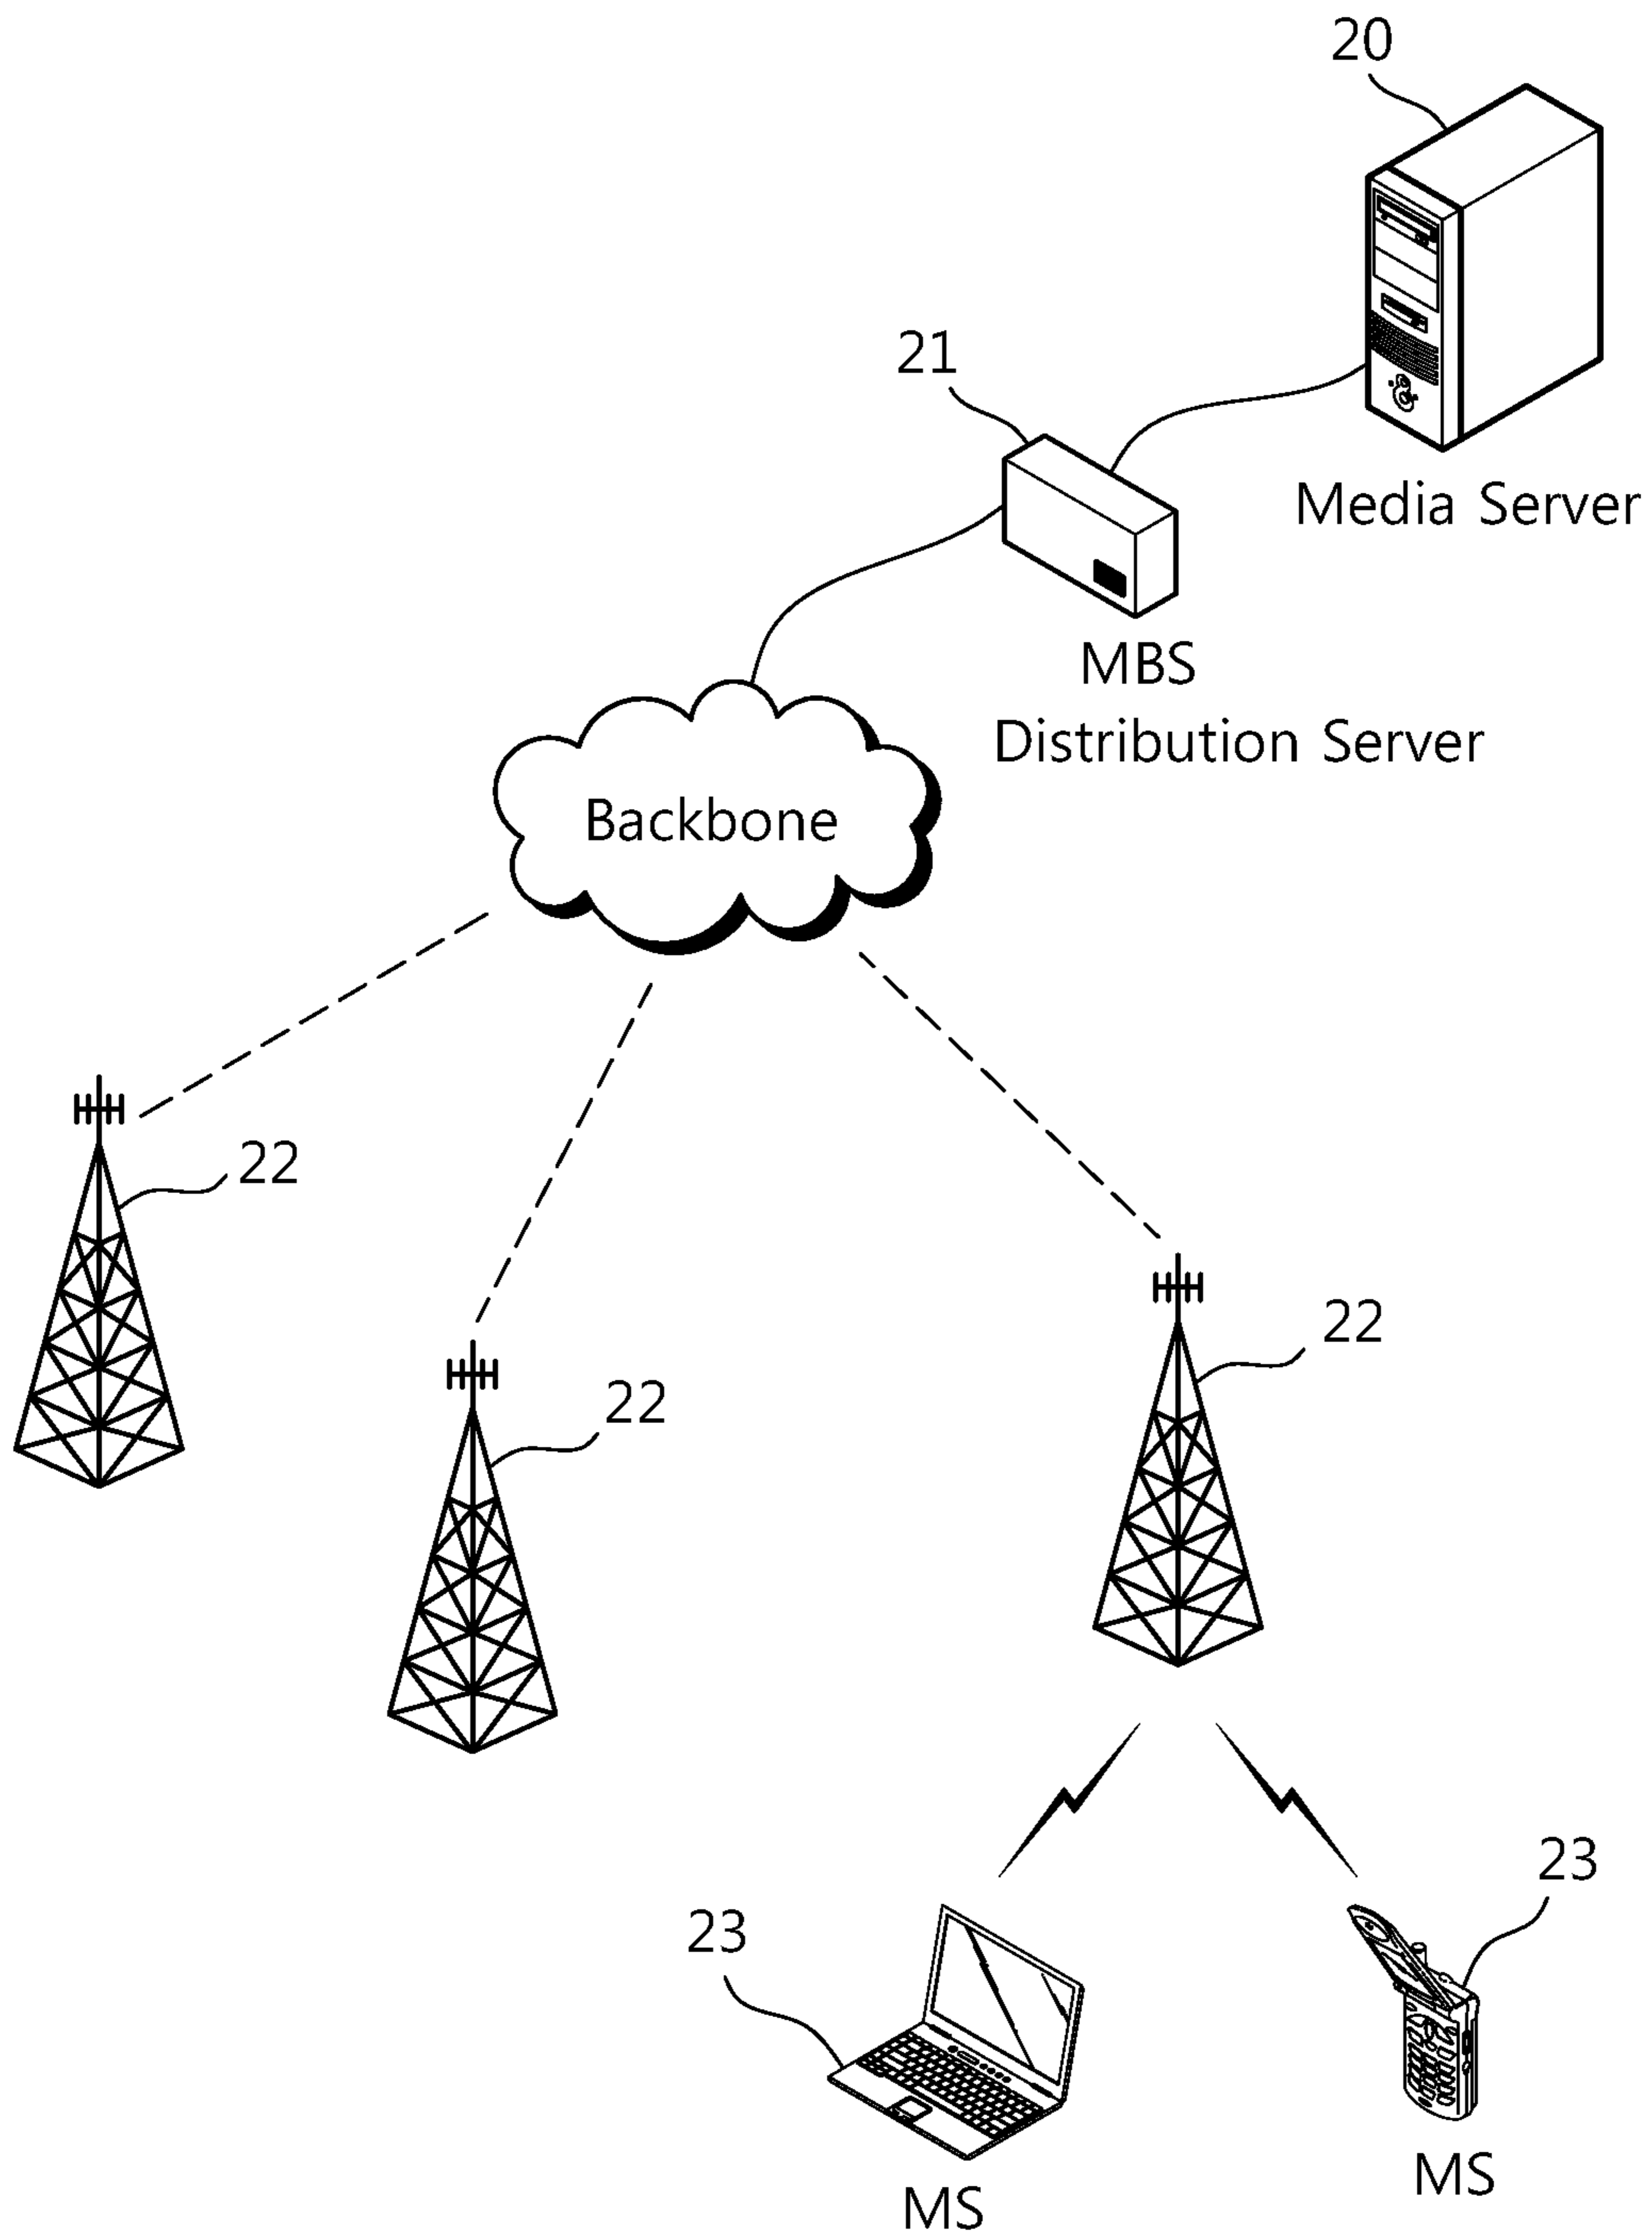 20
21
Media Server
MBS
Distribution Server
Backbone
22
22
22
23
23
MS
MS